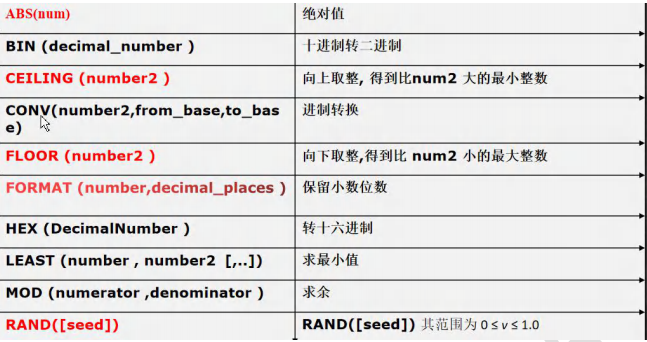 ABS(num) 绝对值
BIN (decimal_number ) 十进制转二进制
CEILING (number2 ) 向上取整, 得到比num2 大的最小整数
CONV(number2,from_base,to_bas
e) 进制转换
FLOOR (number2 ) 向下取整,得到比 num2 小的最大整数
FORMAT (number,decimal_places ) 保留小数位数
HEX (DecimalNumber ) 转十六进制
LEAST (number , number2 [,..]) 求最小值
MOD (numerator ,denominator ) 求余
RAND([seed]) RAND([seed]) 其范围为 0 ≤ v ≤ 1.0